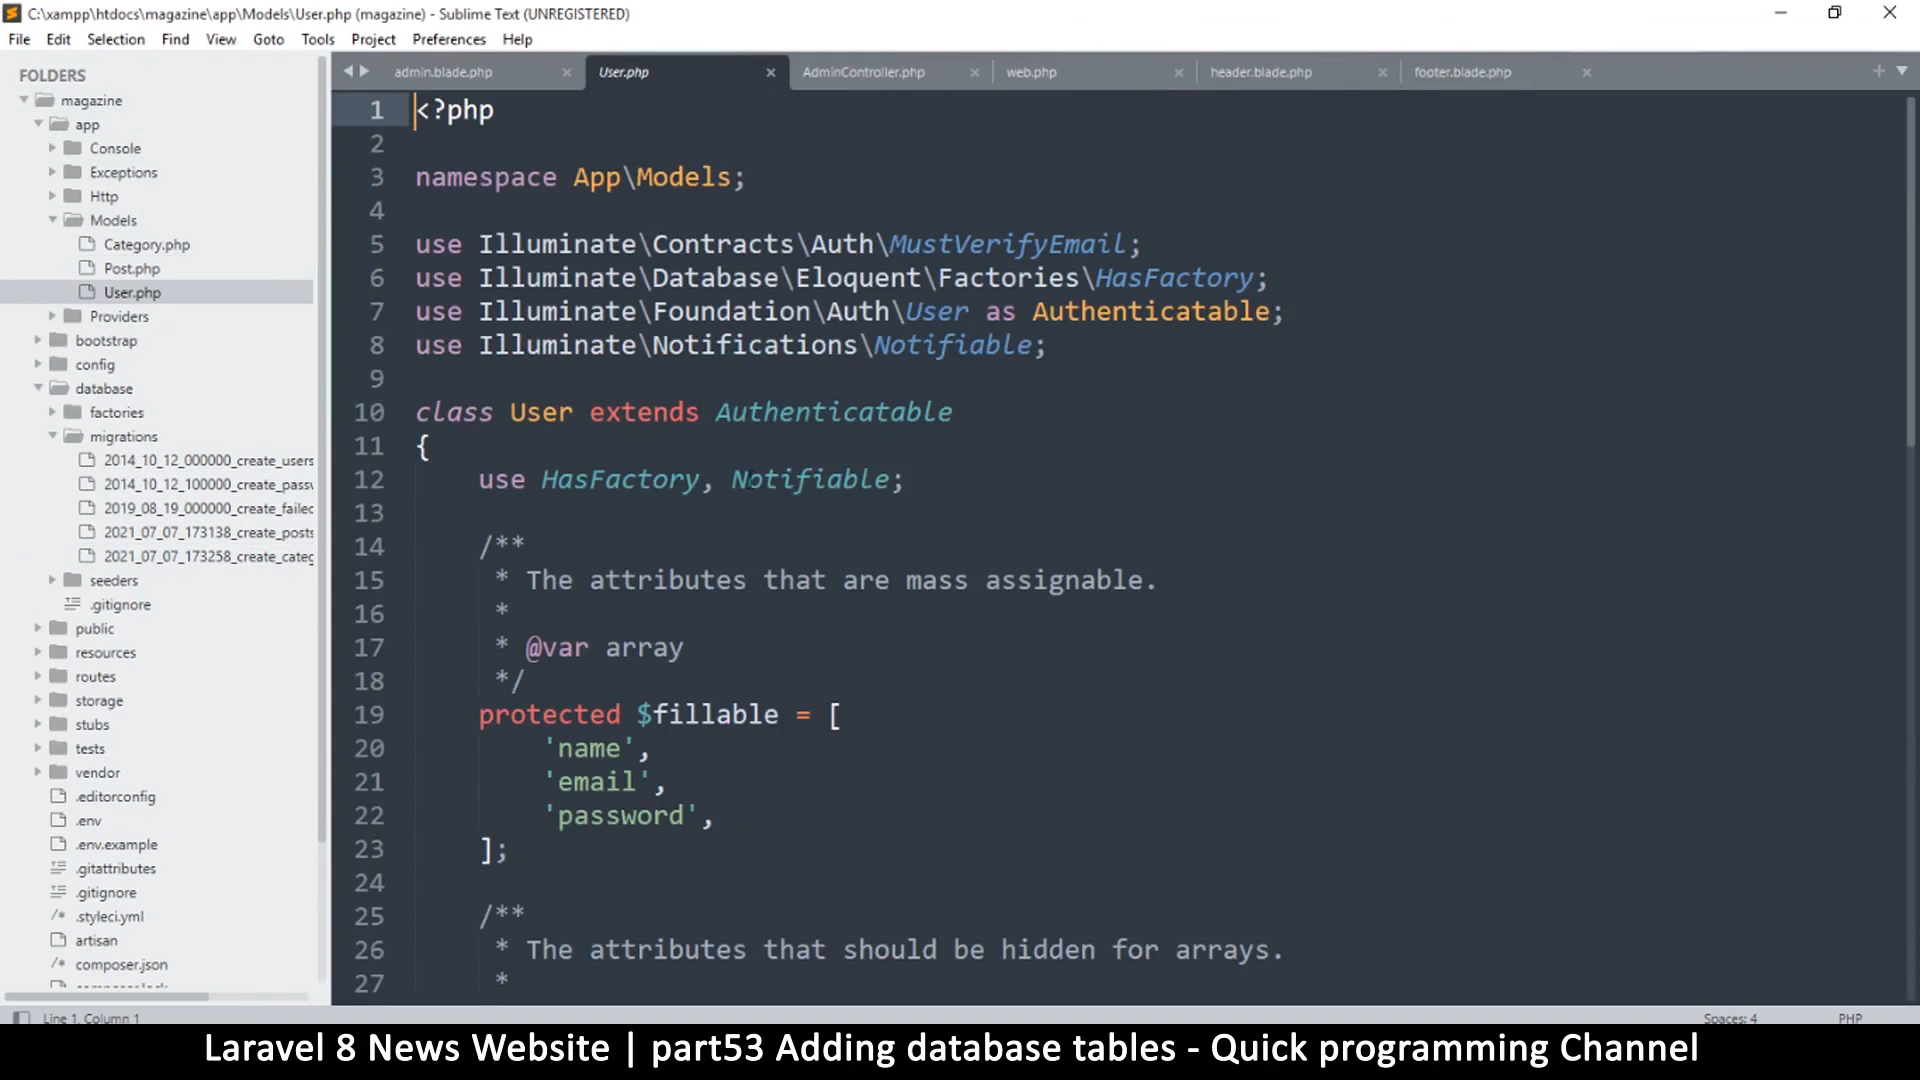 C:\xampp\htdocs\magazine\app\Models\User.php (magazine) - Sublime Text (UNREGISTERED)
File Edit Selection Find View Goto Tools Project Preferences Help
FOLDERS
magazine
app
Console
Exceptions
Http
Models
Category.php
Post.php
User.php
Providers
bootstrap
config
database
factories
migrations
2014_10_12_000000_create_users
2014_10_12_100000_create_passv
2019_08_19_000000_create_failed
2021_07_07_173138_create_posts
2021_07_07_173258_create_categ
seeders
.gitignore
public
resources
routes
storage
stubs
tests
vendor
.editorconfig
.env
.env.example
.gitattributes
.gitignore
.styleci.yml
artisan
composer.json
admin.blade.php User.php AdminController.php web.php header.blade.php footer.blade.php
1 <?php
2
3 namespace App\Models;
4
5 use Illuminate\Contracts\Auth\MustVerifyEmail;
6 use Illuminate\Database\Eloquent\Factories\HasFactory;
7 use Illuminate\Foundation\Auth\User as Authenticatable;
8 use Illuminate\Notifications\Notifiable;
9
10 class User extends Authenticatable
11 {
12 use HasFactory, Notifiable;
13
14 /**
15 * The attributes that are mass assignable.
16 *
17 * @var array
18 */
19 protected $fillable = [
20 'name',
21 'email',
22 'password',
23 ];
24
25 /**
26 * The attributes that should be hidden for arrays.
27 *
Line 1, Column 1 Spaces: 4 PHP
Laravel 8 News Website | part53 Adding database tables - Quick programming Channel